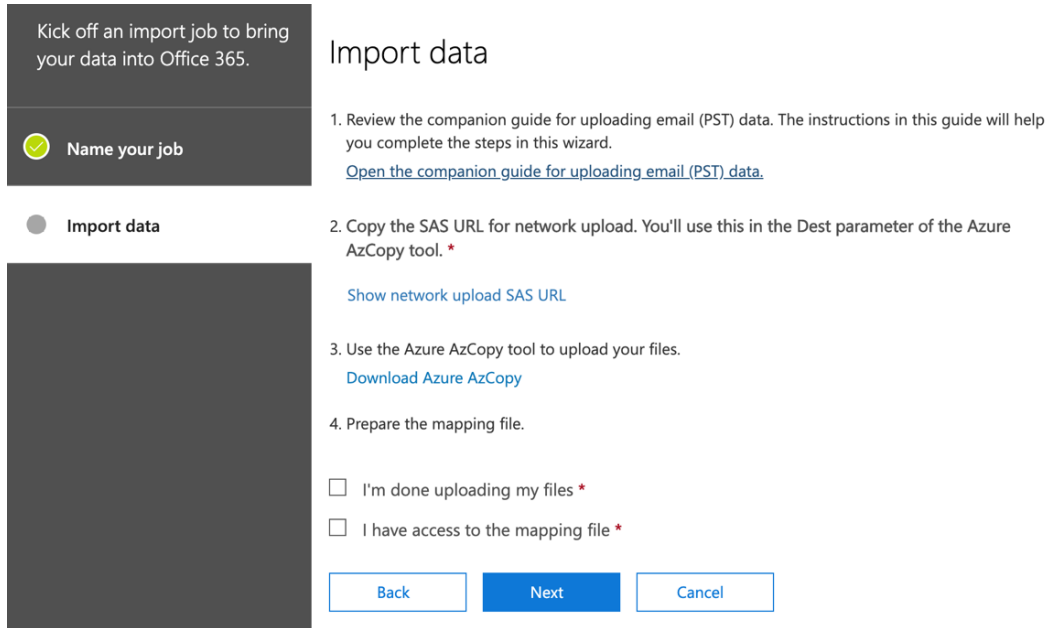 Kick off an import job to bring
your data into Office 365.
Name your job
Import data
Import data
1. Review the companion guide for uploading email (PST) data. The instructions in this guide will help
you complete the steps in this wizard.
Open the companion guide for uploading email (PST) data.
2. Copy the SAS URL for network upload. You'll use this in the Dest parameter of the Azure
AzCopy tool. *
Show network upload SAS URL
3. Use the Azure AzCopy tool to upload your files.
Download Azure AzCopy
4. Prepare the mapping file.
I'm done uploading my files *
I have access to the mapping file *
Back
Next
Cancel